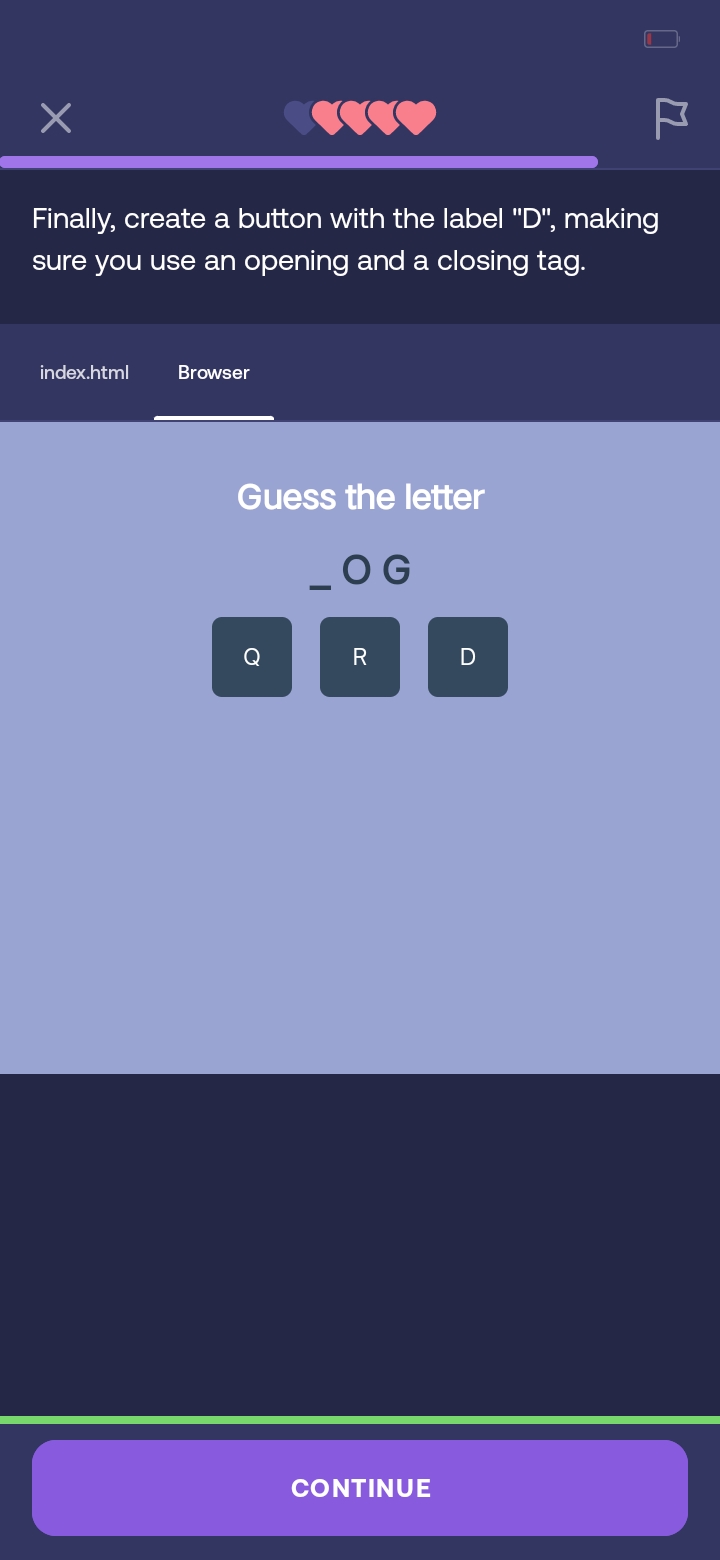 Finally, create a button with the label "D", making
sure you use an opening and a closing tag.
index.html Browser
Guess the letter
_ O G
Q R D
CONTINUE